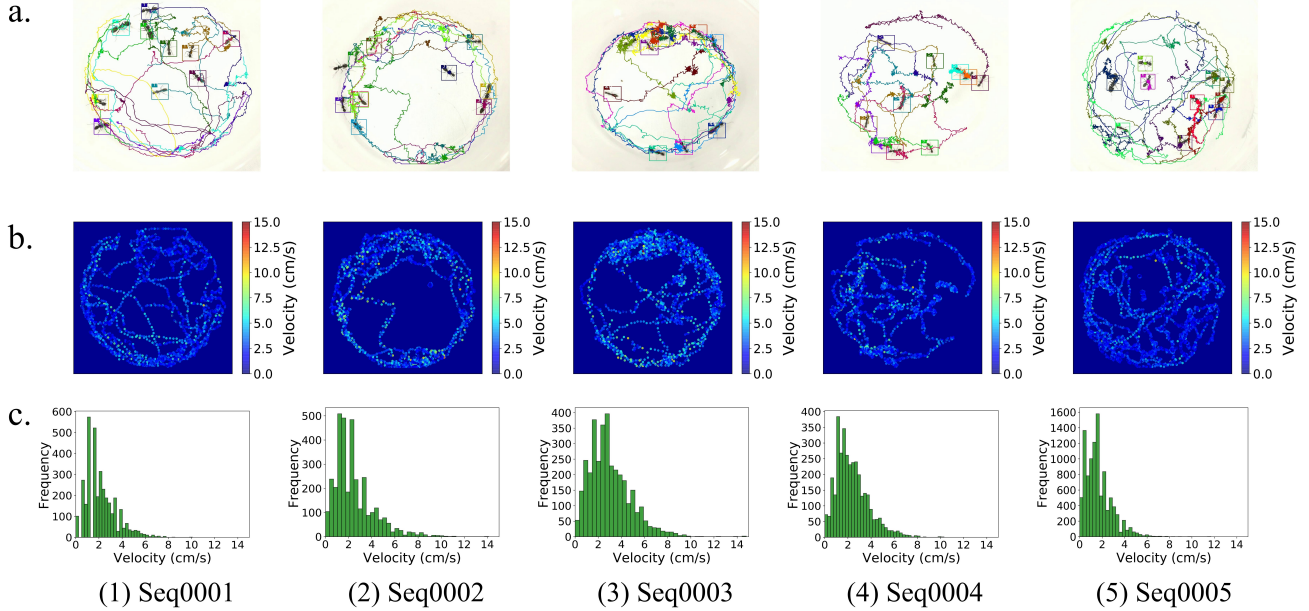 a.
b.
15.0
12.5
10.0
7.5
5.0
2.5
0.0
Velocity (cm/s)
15.0
12.5
10.0
7.5
5.0
2.5
0.0
Velocity (cm/s)
15.0
12.5
10.0
7.5
5.0
2.5
0.0
Velocity (cm/s)
15.0
12.5
10.0
7.5
5.0
2.5
0.0
Velocity (cm/s)
15.0
12.5
10.0
7.5
5.0
2.5
0.0
Velocity (cm/s)
c.
600
500
400
300
200
100
0
Frequency
0 2 4 6 8 10 12 14
Velocity (cm/s)
500
400
300
200
100
0
Frequency
0 2 4 6 8 10 12 14
Velocity (cm/s)
400
350
300
250
200
150
100
50
0
Frequency
0 2 4 6 8 10 12 14
Velocity (cm/s)
400
350
300
250
200
150
100
50
0
Frequency
0 2 4 6 8 10 12 14
Velocity (cm/s)
1600
1400
1200
1000
800
600
400
200
0
Frequency
0 2 4 6 8 10 12 14
Velocity (cm/s)
(1) Seq0001
(2) Seq0002
(3) Seq0003
(4) Seq0004
(5) Seq0005